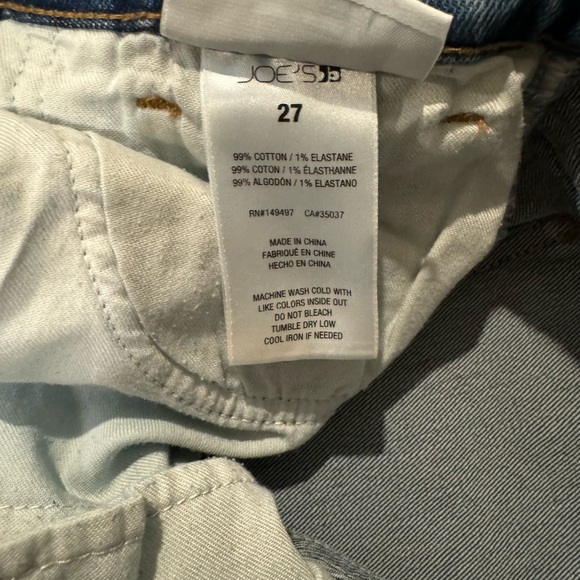 JOE'S
27
99% COTTON / 1% ELASTANE
99% COTON / 1% ÉLASTHANNE
99% ALGODÓN / 1% ELASTANO
RN#149497 CA#35037
MADE IN CHINA
FABRIQUÉ EN CHINE
HECHO EN CHINA
MACHINE WASH COLD WITH
LIKE COLORS INSIDE OUT
DO NOT BLEACH
TUMBLE DRY LOW
COOL IRON IF NEEDED